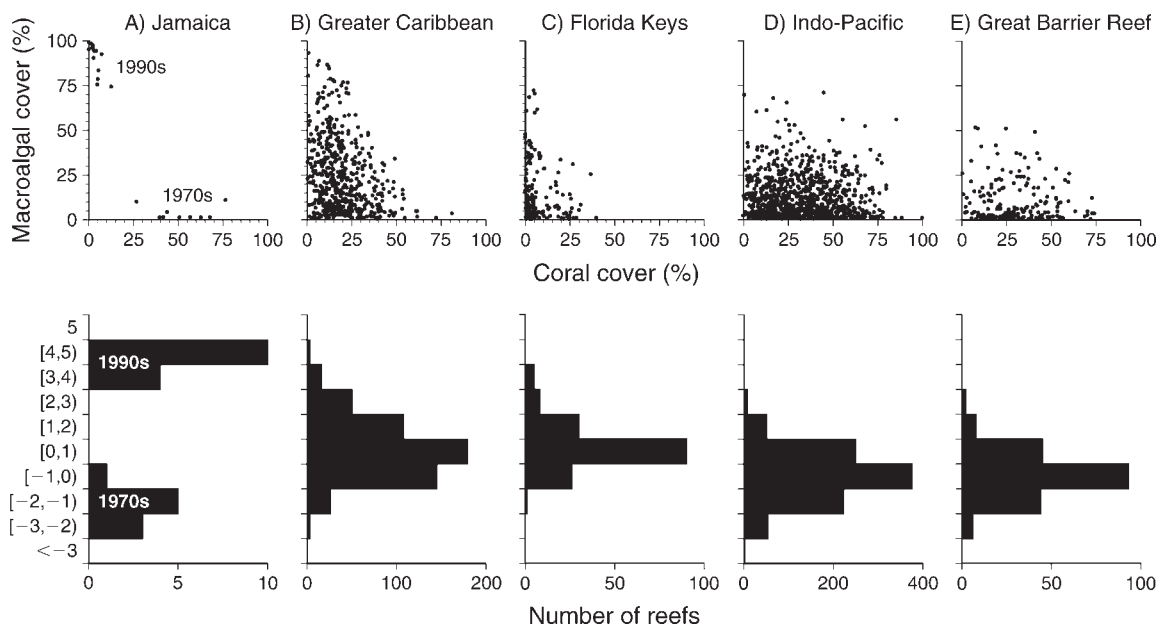 A) Jamaica
B) Greater Caribbean
C) Florida Keys
D) Indo-Pacific
E) Great Barrier Reef
Macroalgal cover (%)
100
75
50
25
0
1990s
1970s
0 25 50 75 100
0 25 50 75 100
0 25 50 75 100
0 25 50 75 100
0 25 50 75 100
Coral cover (%)
5
[4,5)
[3,4)
[2,3)
[1,2)
[0,1)
[−1,0)
[−2,−1)
[−3,−2)
<−3
1990s
1970s
0 5 10
0 100 200
0 50 100
0 200 400
0 50 100
Number of reefs